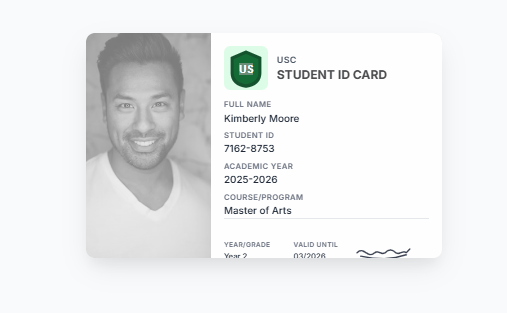 US
USC
STUDENT ID CARD
FULL NAME
Kimberly Moore
STUDENT ID
7162-8753
ACADEMIC YEAR
2025-2026
COURSE/PROGRAM
Master of Arts
YEAR/GRADE VALID UNTIL
Year 2 03/2026